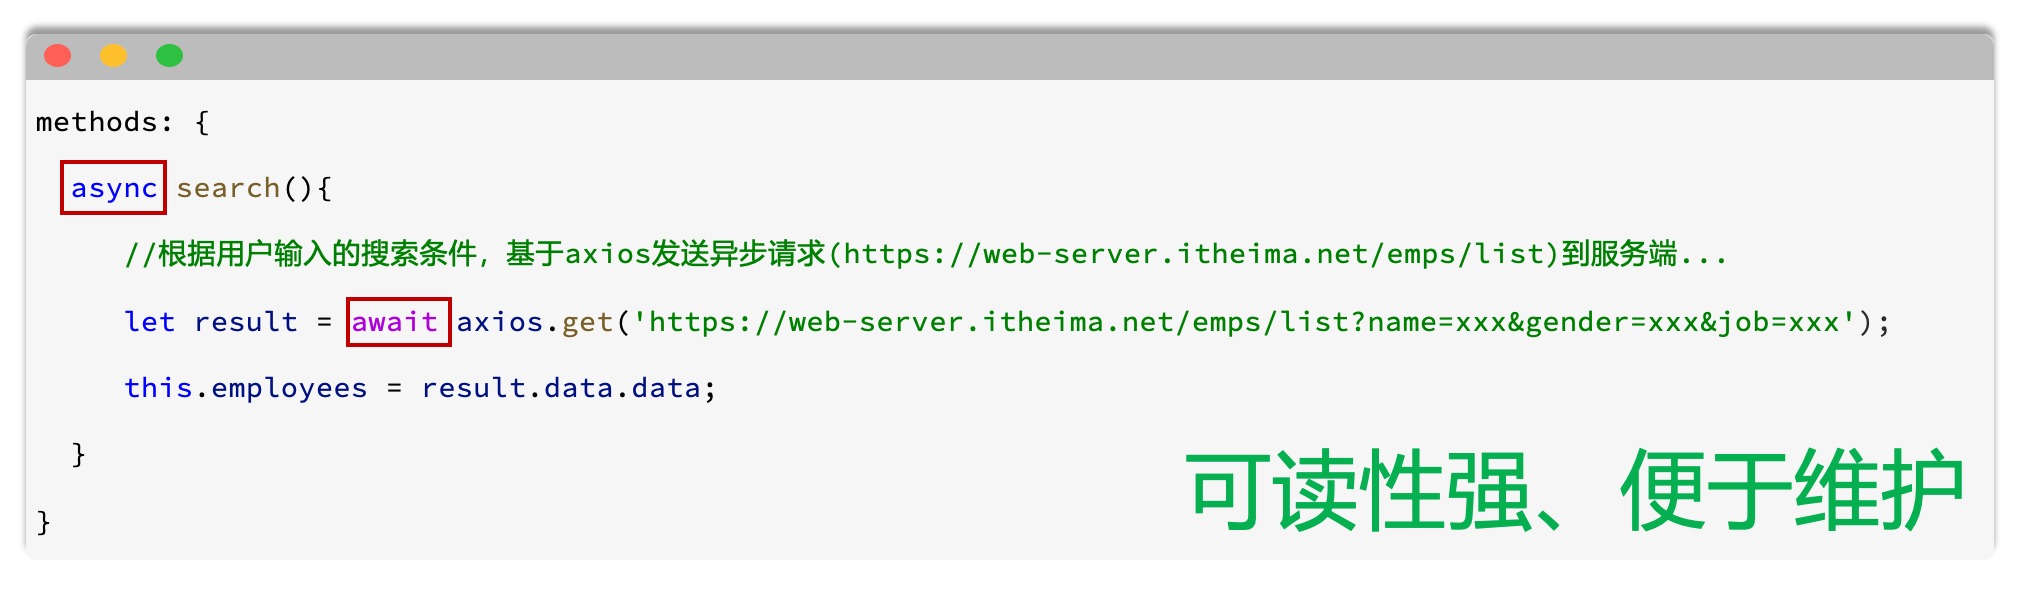 methods: {
async search(){
//根据用户输入的搜索条件，基于axios发送异步请求(https://web-server.itheima.net/emps/list)到服务端...
let result = await axios.get('https://web-server.itheima.net/emps/list?name=xxx&gender=xxx&job=xxx');
this.employees = result.data.data;
}
可读性强、便于维护
}